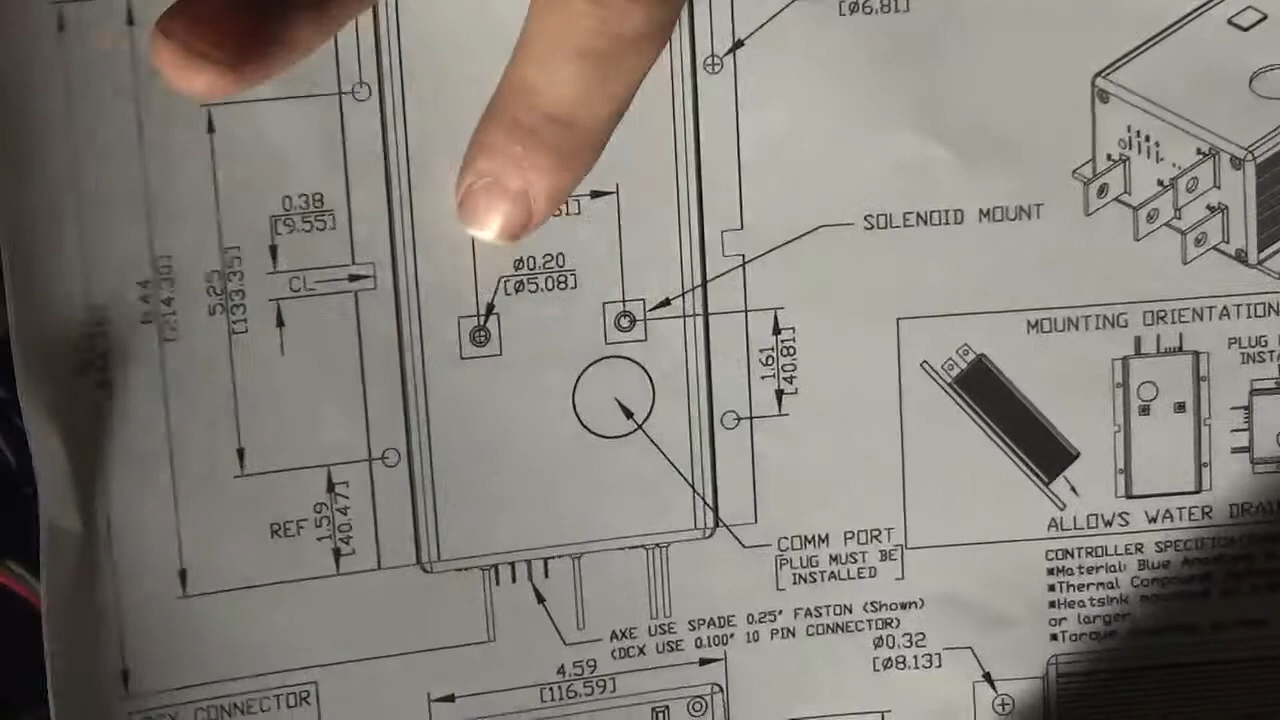 [Ø6.81]
0.38
[9.55]
SOLENOID MOUNT
Ø0.20
[Ø5.08]
CL
5.25
[133.35]
MOUNTING ORIENTATION
PLUG
1.61
[40.81]
REF
1.59
[40.47]
COMM PORT
PLUG MUST BE
INSTALLED
ALLOWS WATER
CONTROLLER
■Material: Blue
■Thermal
■Heatsink
or larger
AXE USE SPADE 0.25" FASTON (Shown)
(DCX USE 0.100" 10 PIN CONNECTOR)
Ø0.32
[Ø8.13]
4.59
[116.59]
CONNECTOR